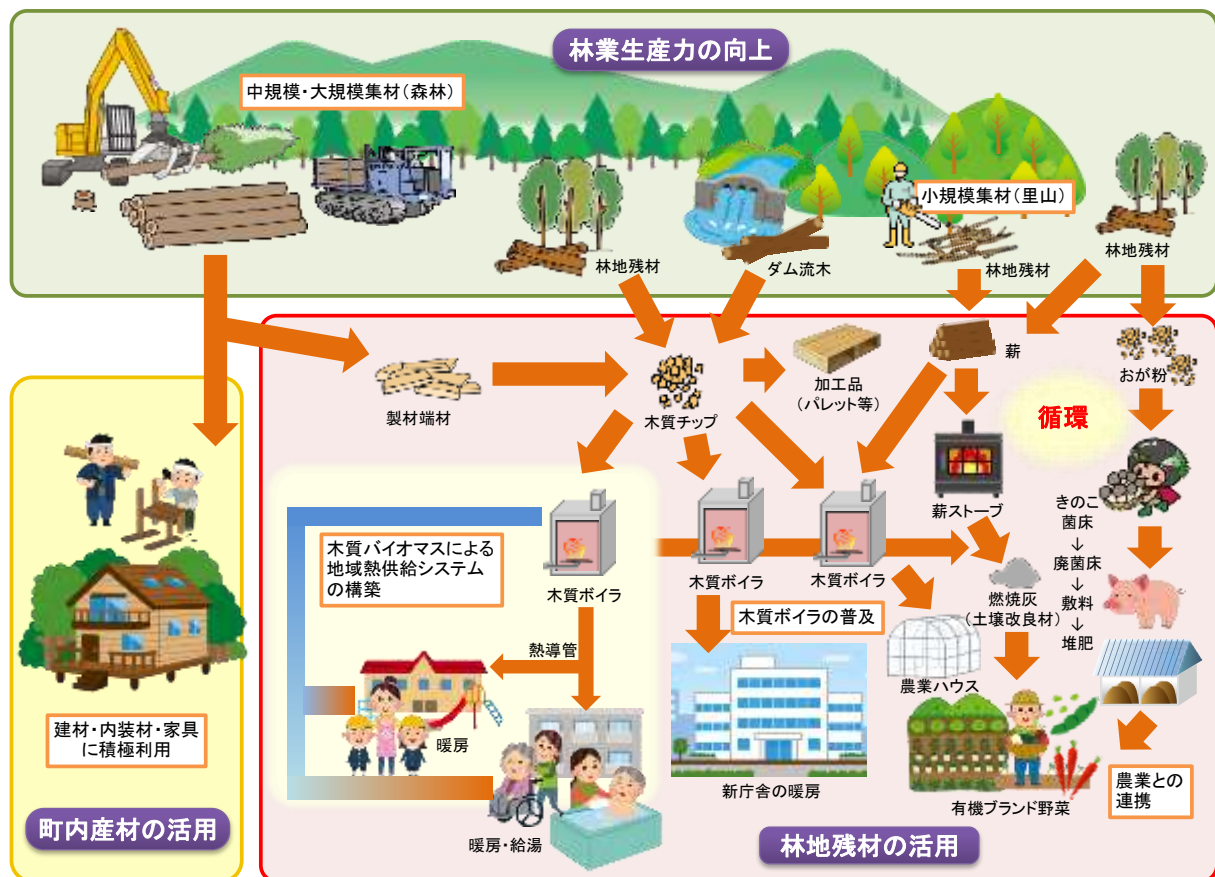 林業生産力の向上
中規模・大規模集材（森林）
小規模集材（里山）
林地残材
ダム流木
林地残材
林地残材
製材端材
木質チップ
加工品
（パレット等）
薪
おが粉
循環
薪ストーブ
きのこ
菌床
↓
廃菌床
↓
敷料
↓
堆肥
木質バイオマスによる
地域熱供給システム
の構築
木質ボイラ
木質ボイラ
木質ボイラ
燃焼灰
（土壌改良材）
木質ボイラの普及
熱導管
暖房
農業ハウス
建材・内装材・家具
に積極利用
新庁舎の暖房
有機ブランド野菜
農業との
連携
暖房・給湯
町内産材の活用
林地残材の活用